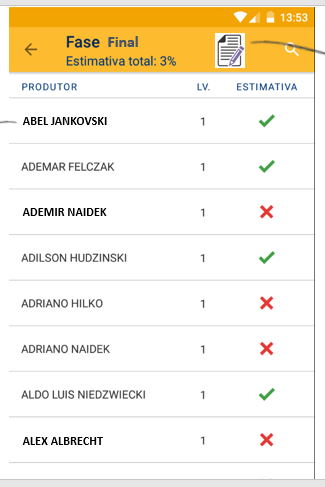 13:53
Fase Final
Estimativa total: 3%
PRODUTOR LV. ESTIMATIVA
ABEL JANKOVSKI 1
ADEMAR FELCZAK 1
ADEMIR NAIDEK 1
ADILSON HUDZINSKI 1
ADRIANO HILKO 1
ADRIANO NAIDEK 1
ALDO LUIS NIEDZWIECKI 1
ALEX ALBRECHT 1